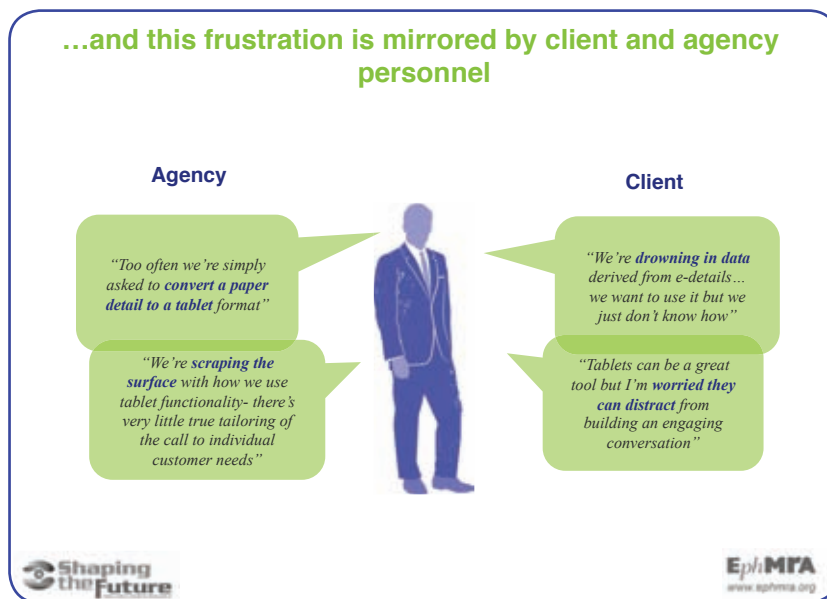 ...and this frustration is mirrored by client and agency
personnel
Agency
“Too often we’re simply
asked to convert a paper
detail to a tablet format”
“We’re scraping the
surface with how we use
tablet functionality- there’s
very little true tailoring of
the call to individual
customer needs”
Client
“We’re drowning in data
derived from e-details...
we want to use it but we
just don’t know how”
“Tablets can be a great
tool but I’m worried they
can distract from
building an engaging
conversation”
Shaping
the Future
EphMRA
www.ephmra.org